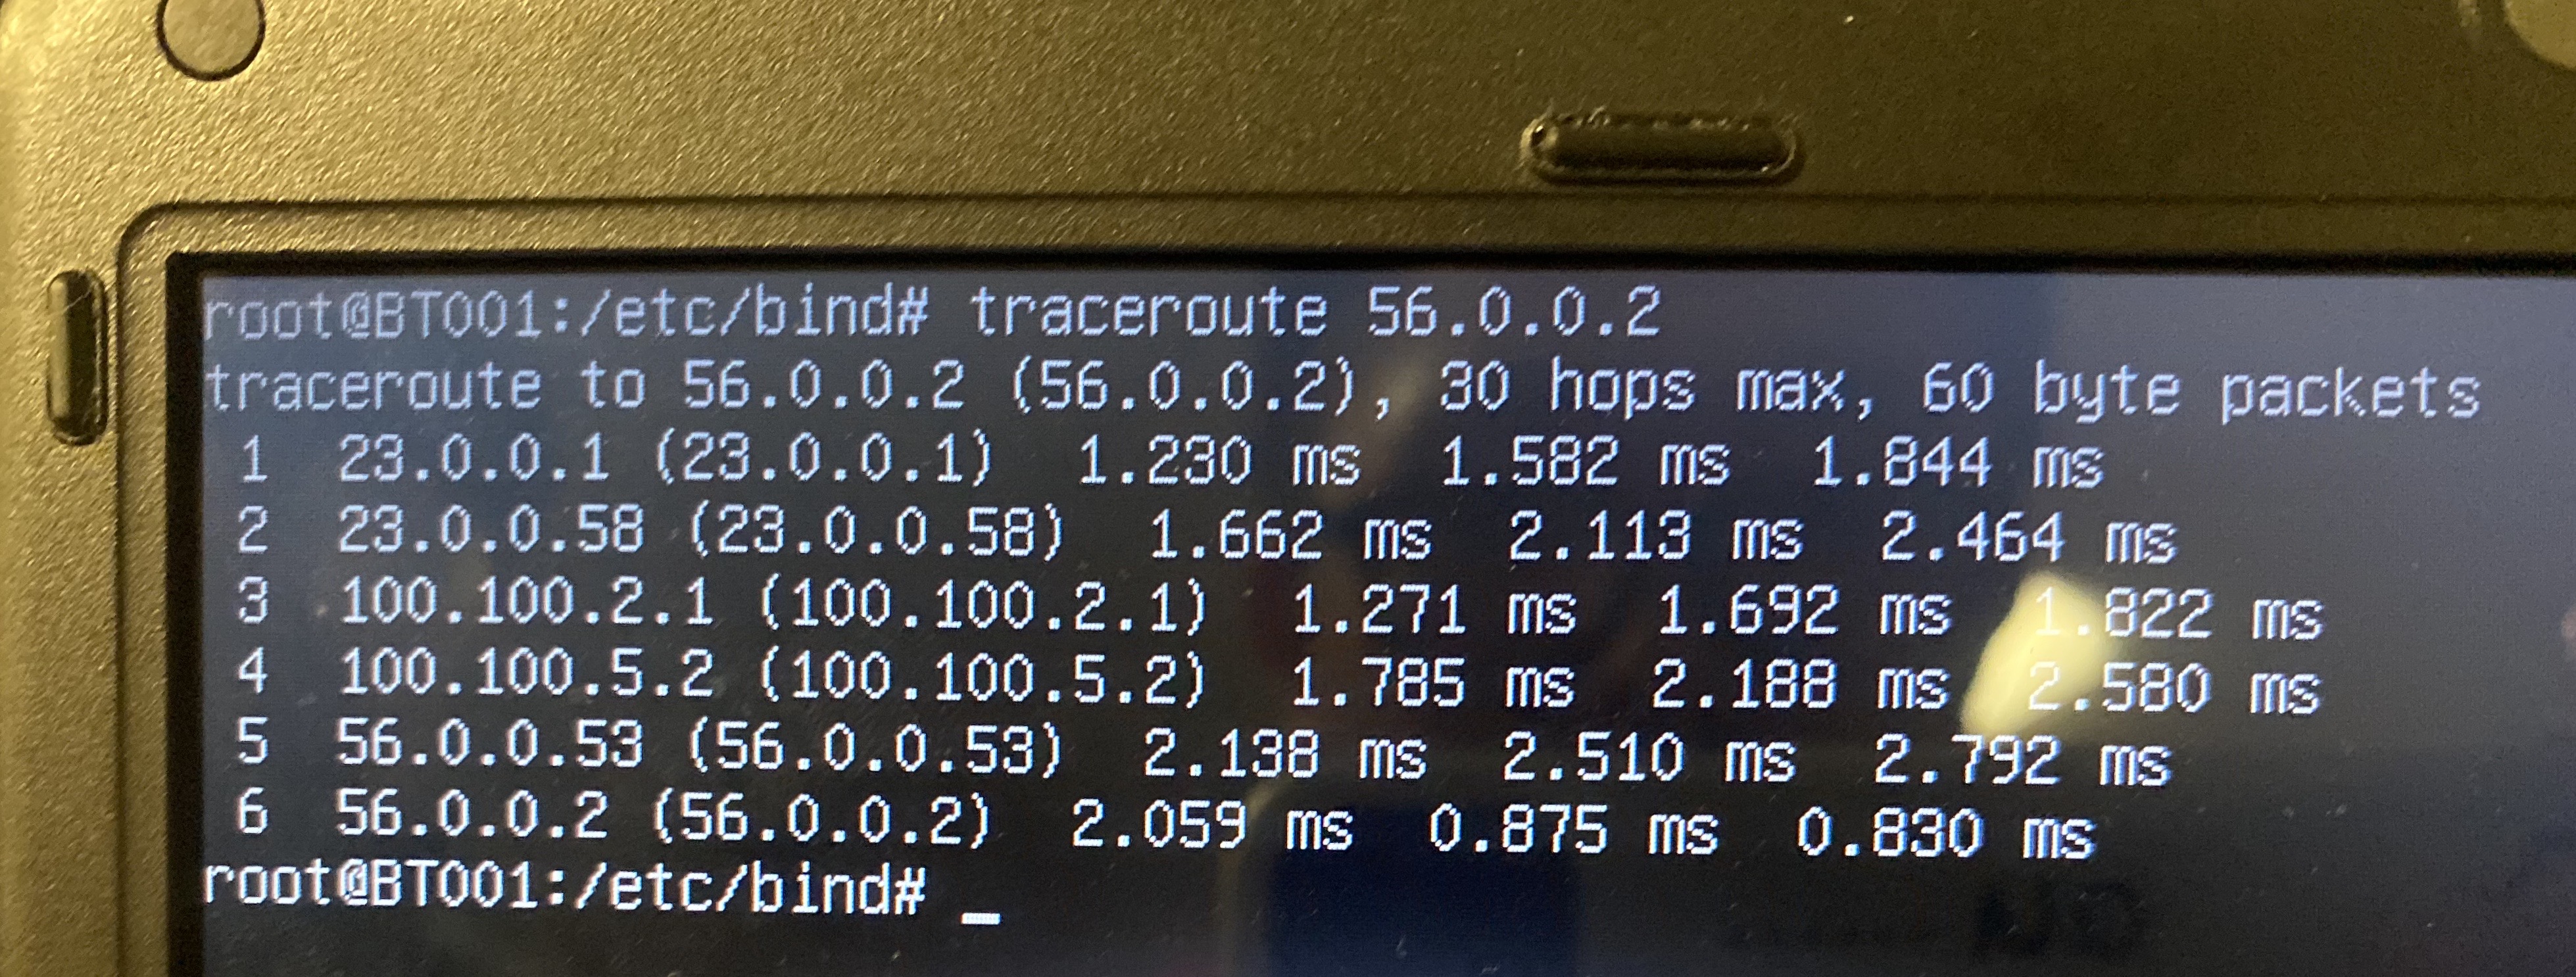 root@BT001:/etc/bind# traceroute 56.0.0.2
traceroute to 56.0.0.2 (56.0.0.2), 30 hops max, 60 byte packets
 1  23.0.0.1 (23.0.0.1)  1.230 ms  1.582 ms  1.844 ms
 2  23.0.0.58 (23.0.0.58)  1.662 ms  2.113 ms  2.464 ms
 3  100.100.2.1 (100.100.2.1)  1.271 ms  1.692 ms  1.822 ms
 4  100.100.5.2 (100.100.5.2)  1.785 ms  2.188 ms  2.580 ms
 5  56.0.0.53 (56.0.0.53)  2.138 ms  2.510 ms  2.792 ms
 6  56.0.0.2 (56.0.0.2)  2.059 ms  0.875 ms  0.830 ms
root@BT001:/etc/bind# _